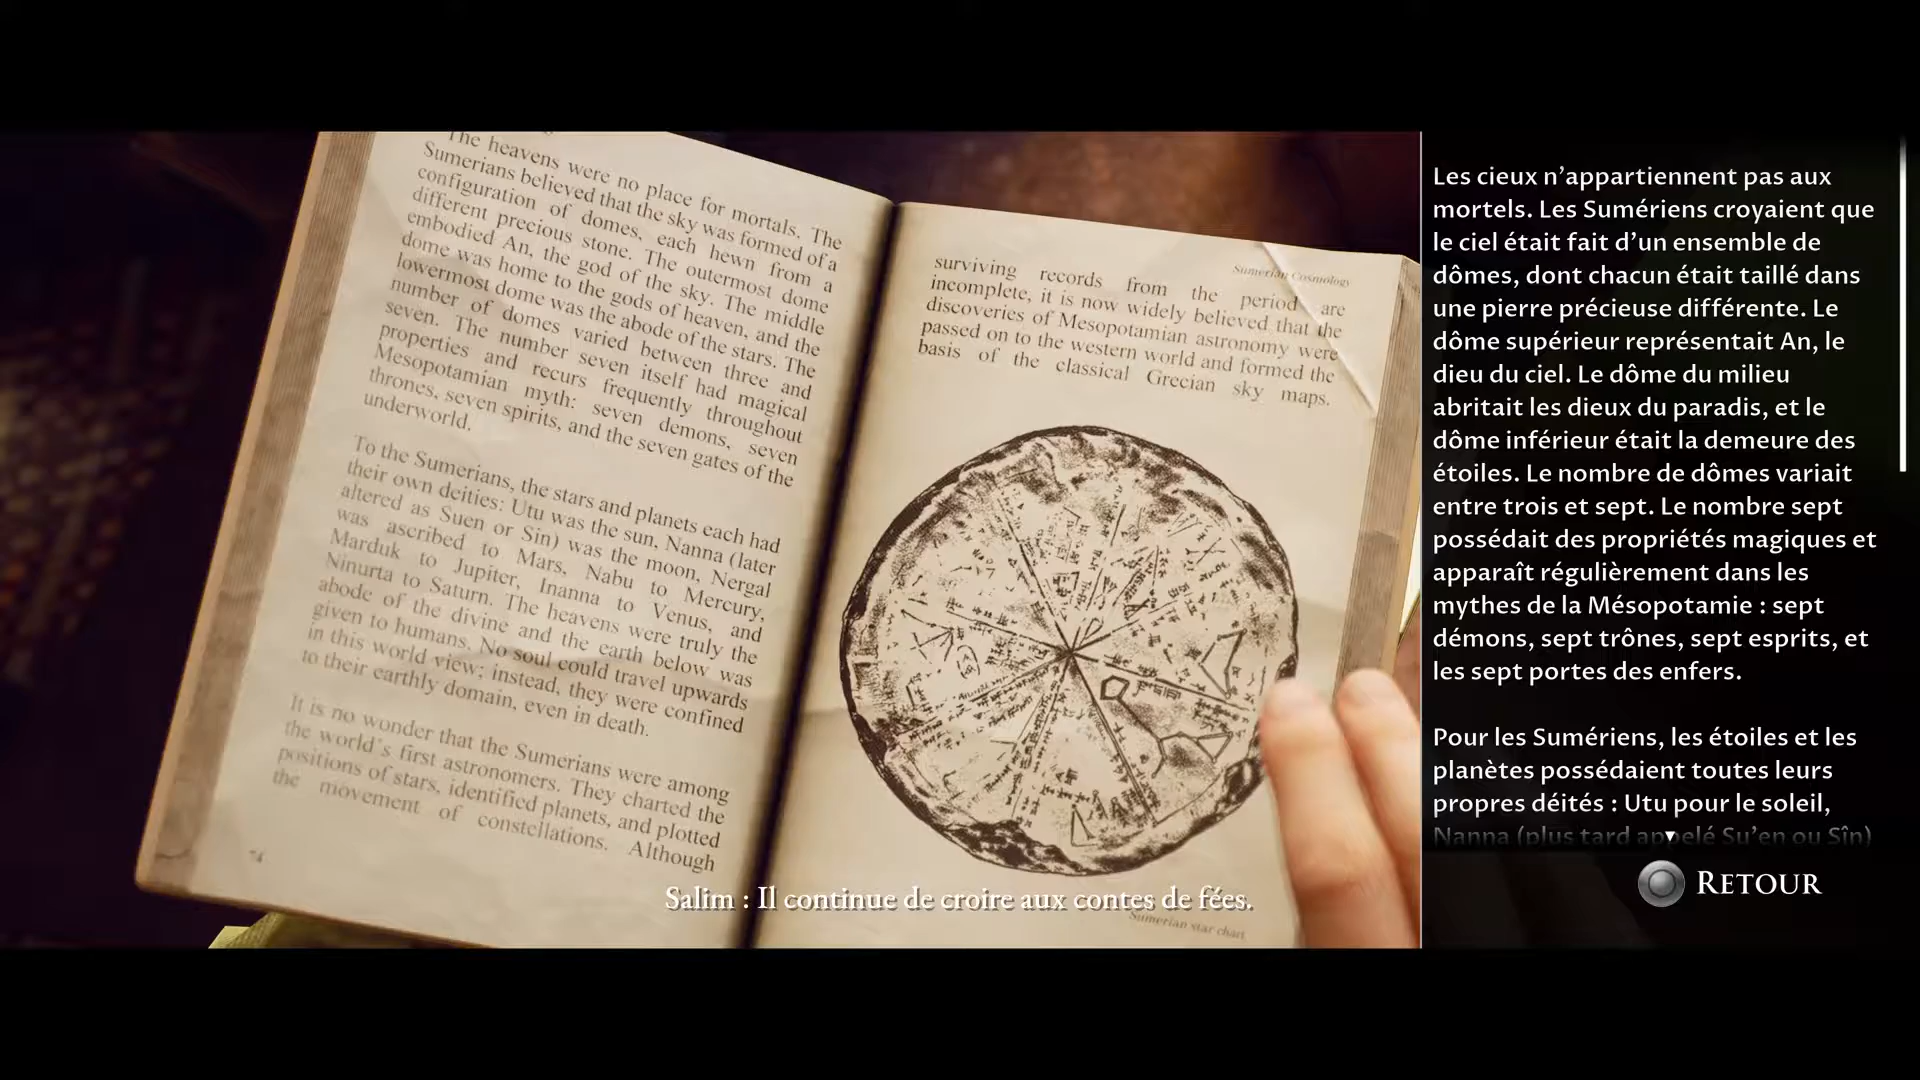 The heavens were no place for mortals. The
Sumerians believed that the sky was formed of a
configuration of domes, each hewn from a
different precious stone. The outermost dome
embodied An, the god of the sky. The middle
dome was home to the gods of heaven, and the
lowermost dome was the abode of the stars. The
number of domes varied between three and
seven. The number seven itself had magical
properties and recurs frequently throughout
Mesopotamian myth: seven demons, seven
thrones, seven spirits, and the seven gates of the
underworld.
To the Sumerians, the stars and planets each had
their own deities: Utu was the sun, Nanna (later
altered as Suen or Sin) was the moon, Nergal
was ascribed to Mars, Nabu to Mercury,
Marduk to Jupiter, Inanna to Venus, and
Ninurta to Saturn. The heavens were truly the
abode of the divine and the earth below was
given to humans. No soul could travel upwards
in this world view; instead, they were confined
to their earthly domain, even in death.
It is no wonder that the Sumerians were among
the world's first astronomers. They charted the
positions of stars, identified planets, and plotted
the movement of constellations. Although
74
Sumerian Cosmology
surviving records from the period are
incomplete, it is now widely believed that the
discoveries of Mesopotamian astronomy were
passed on to the western world and formed the
basis of the classical Grecian sky maps.
Sumerian star chart
Salim : Il continue de croire aux contes de fées.
Les cieux n'appartiennent pas aux
mortels. Les Sumériens croyaient que
le ciel était fait d'un ensemble de
dômes, dont chacun était taillé dans
une pierre précieuse différente. Le
dôme supérieur représentait An, le
dieu du ciel. Le dôme du milieu
abritait les dieux du paradis, et le
dôme inférieur était la demeure des
étoiles. Le nombre de dômes variait
entre trois et sept. Le nombre sept
possédait des propriétés magiques et
apparaît régulièrement dans les
mythes de la Mésopotamie : sept
démons, sept trônes, sept esprits, et
les sept portes des enfers.
Pour les Sumériens, les étoiles et les
planètes possédaient toutes leurs
propres déités : Utu pour le soleil,
Nanna (plus tard appelé Su'en ou Sîn)
RETOUR